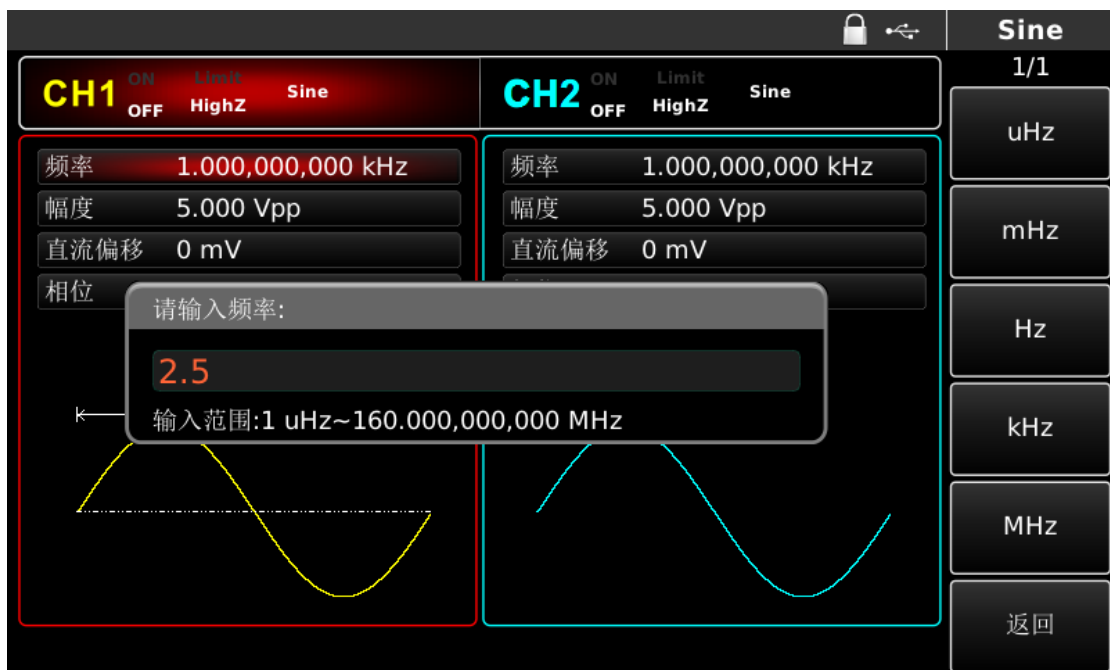 Sine
1/1
CH1 ON OFF Limit HighZ Sine
CH2 ON OFF Limit HighZ Sine
频率 1.000,000,000 kHz
幅度 5.000 Vpp
直流偏移 0 mV
相位
频率 1.000,000,000 kHz
幅度 5.000 Vpp
直流偏移 0 mV
请输入频率:
2.5
输入范围:1 uHz~160.000,000,000 MHz
uHz
mHz
Hz
kHz
MHz
返回